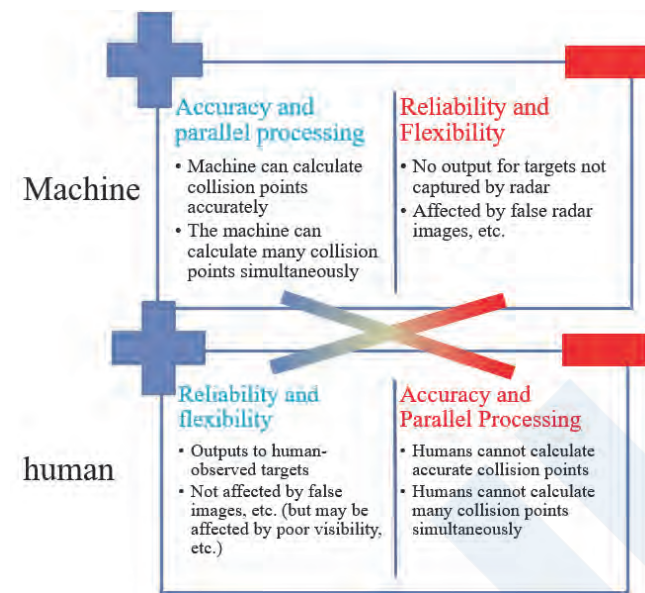 Machine
Accuracy and
parallel processing
• Machine can calculate
collision points
accurately
• The machine can
calculate many collision
points simultaneously
Reliability and
Flexibility
• No output for targets not
captured by radar
• Affected by false radar
images, etc.
human
Reliability and
flexibility
• Outputs to human-
observed targets
• Not affected by false
images, etc. (but may be
affected by poor visibility,
etc.)
Accuracy and
Parallel Processing
• Humans cannot calculate
accurate collision points
• Humans cannot calculate
many collision points
simultaneously